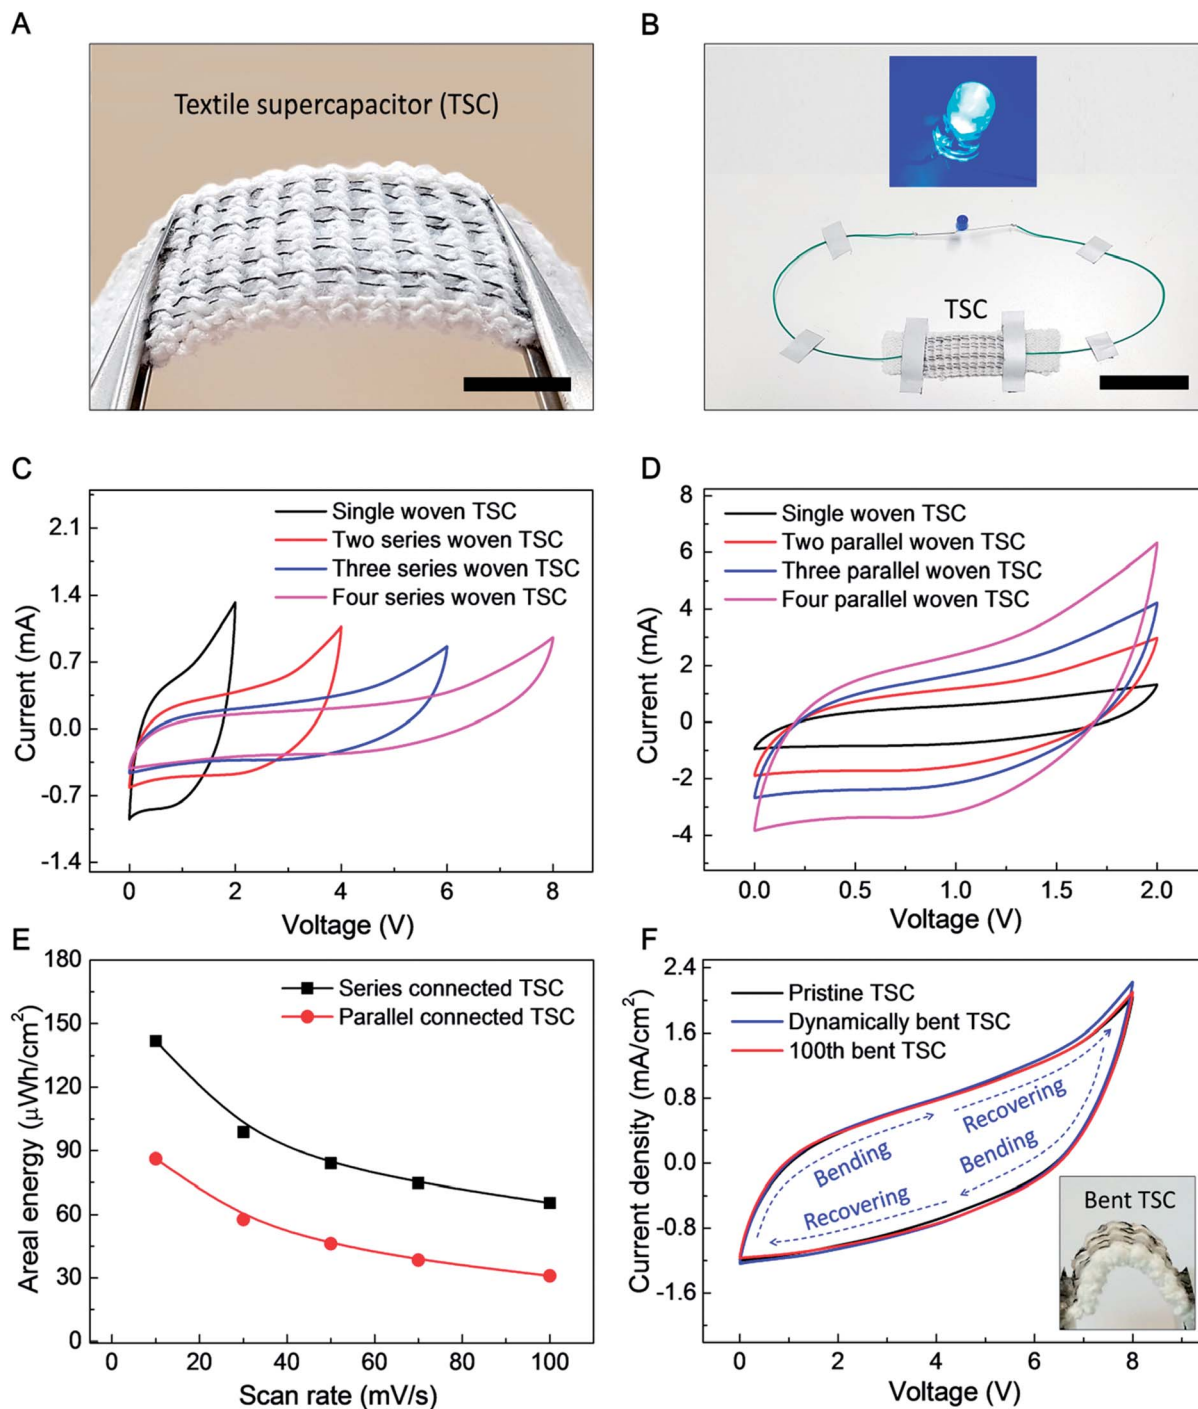 A
Textile supercapacitor (TSC)
B
TSC
C
Single woven TSC
Two series woven TSC
Three series woven TSC
Four series woven TSC
2.1
1.4
0.7
0.0
-0.7
-1.4
Current (mA)
0 2 4 6 8
Voltage (V)
D
Single woven TSC
Two parallel woven TSC
Three parallel woven TSC
Four parallel woven TSC
8
6
4
2
0
-2
-4
Current (mA)
0.0 0.5 1.0 1.5 2.0
Voltage (V)
E
Series connected TSC
Parallel connected TSC
180
150
120
90
60
30
0
Areal energy (μWh/cm²)
0 20 40 60 80 100
Scan rate (mV/s)
F
Pristine TSC
Dynamically bent TSC
100th bent TSC
2.4
1.6
0.8
0.0
-0.8
-1.6
Current density (mA/cm²)
Recovering
Bending
Bending
Recovering
Bent TSC
0 2 4 6 8
Voltage (V)